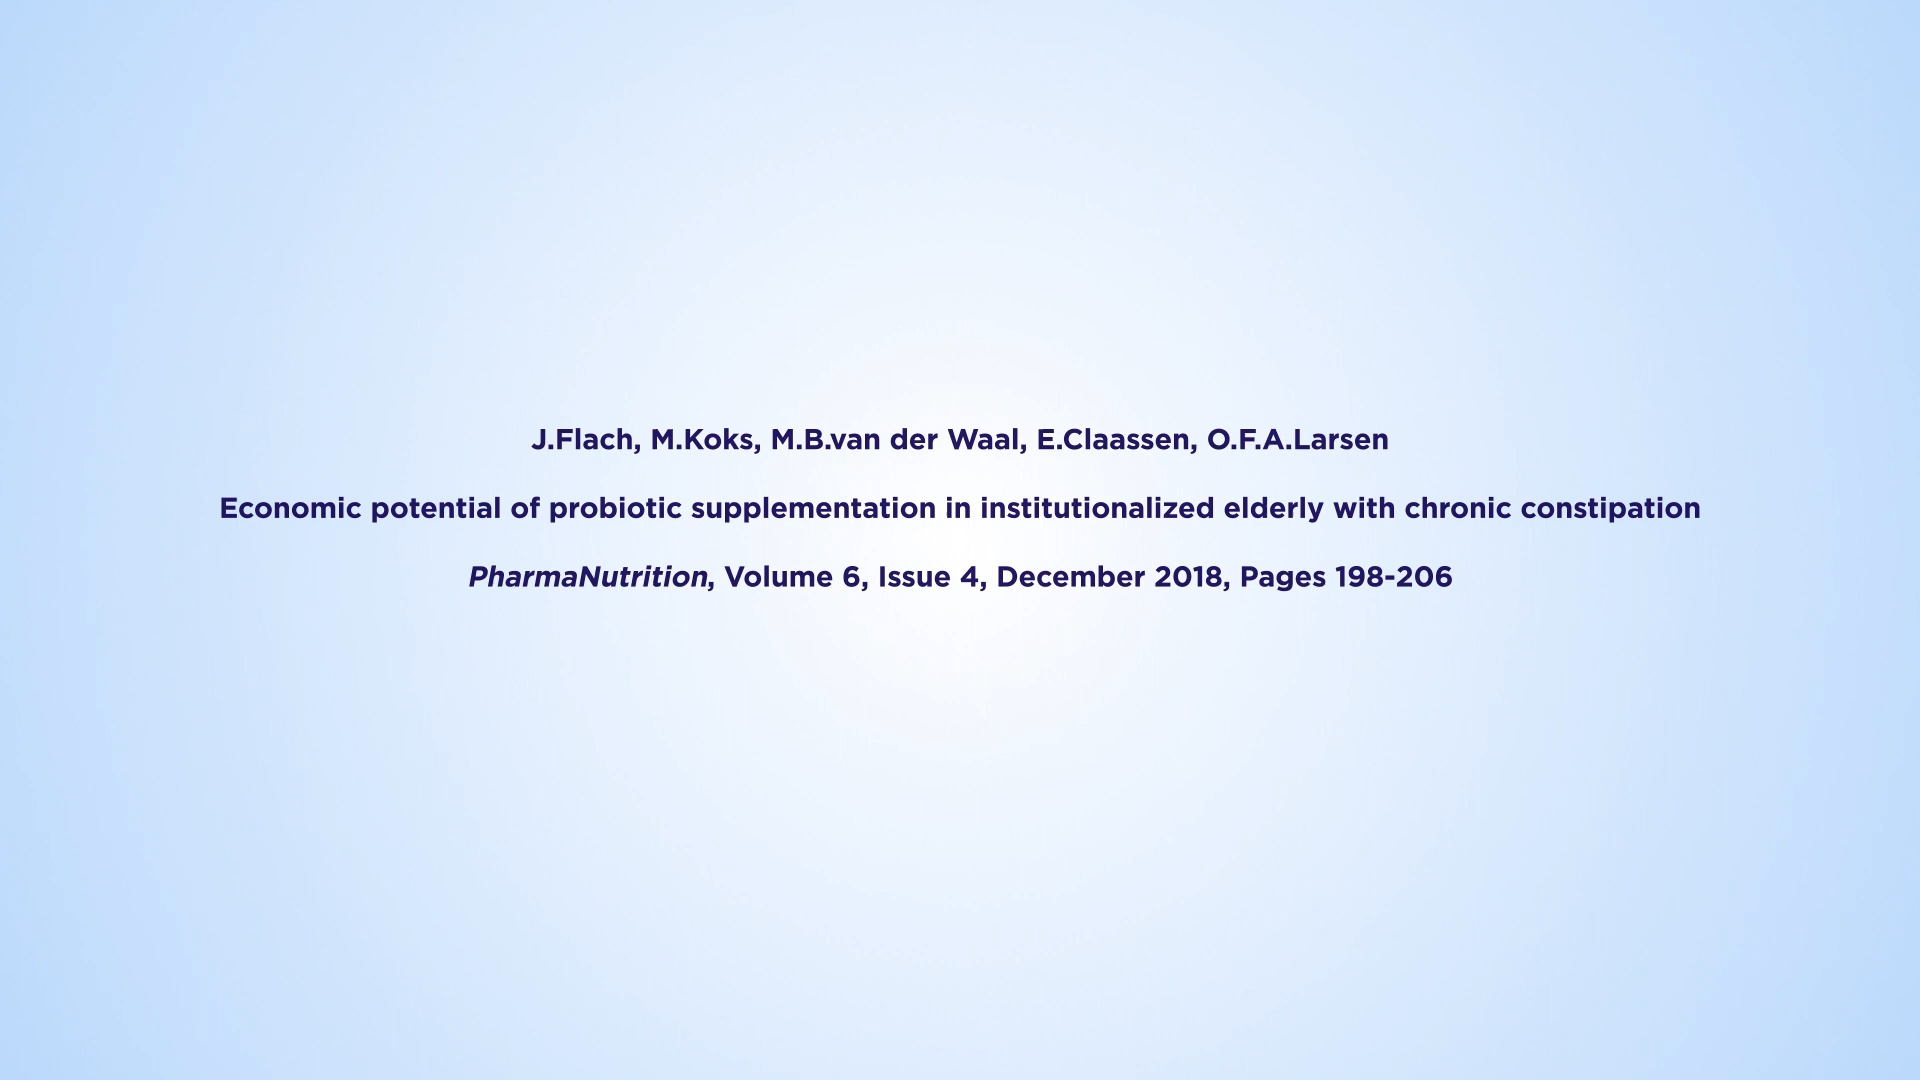 J.Flach, M.Koks, M.B.van der Waal, E.Claassen, O.F.A.Larsen
Economic potential of probiotic supplementation in institutionalized elderly with chronic constipation
PharmaNutrition, Volume 6, Issue 4, December 2018, Pages 198-206